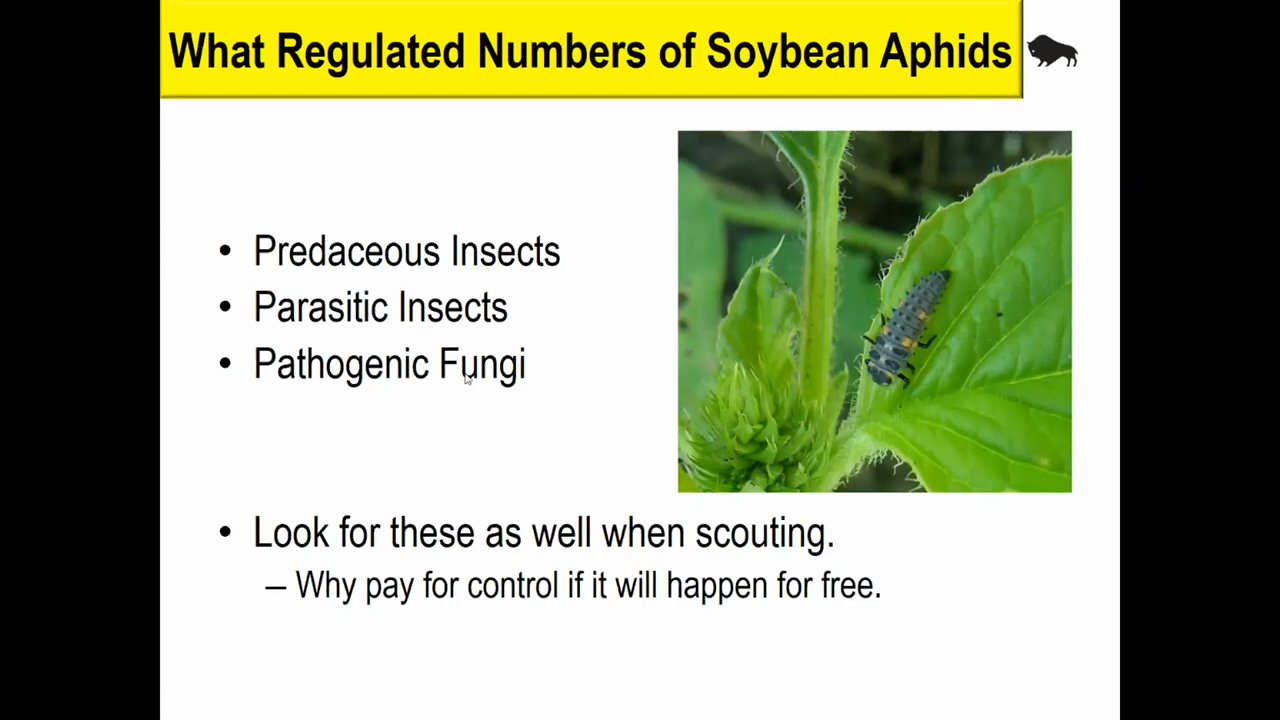 What Regulated Numbers of Soybean Aphids
• Predaceous Insects
• Parasitic Insects
• Pathogenic Fungi
• Look for these as well when scouting.
– Why pay for control if it will happen for free.